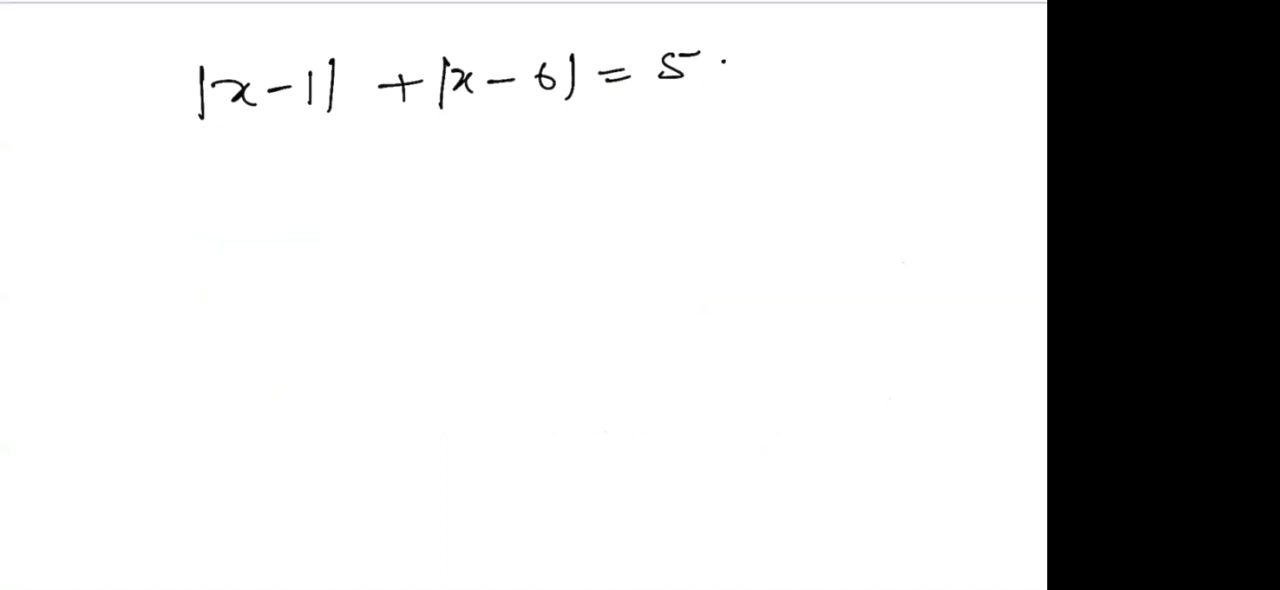 |x-1| + |x-6| = 5.